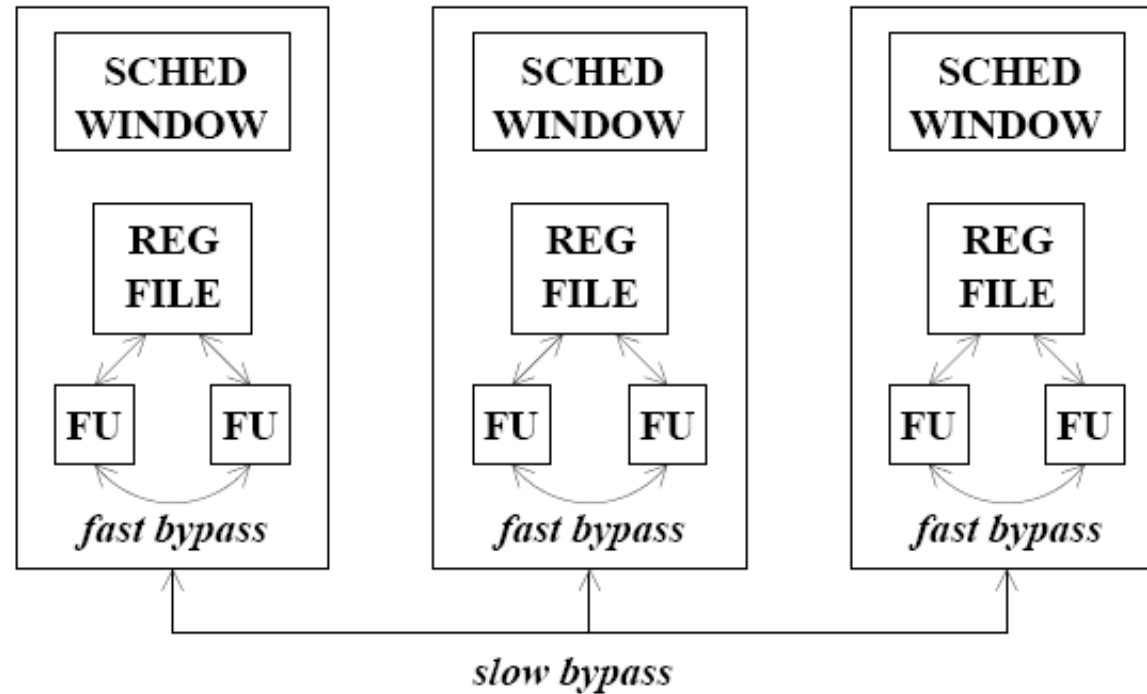 SCHED
WINDOW
REG
FILE
FU FU
fast bypass
SCHED
WINDOW
REG
FILE
FU FU
fast bypass
SCHED
WINDOW
REG
FILE
FU FU
fast bypass
slow bypass